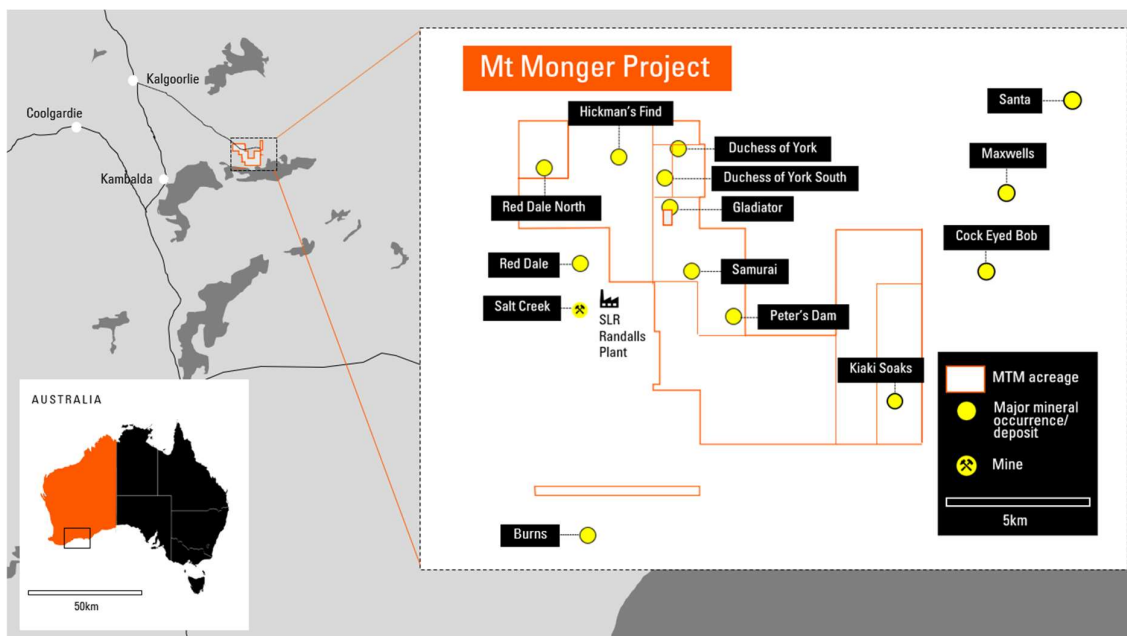 Mt Monger Project
Kalgoorlie
Coolgardie
Kambalda
Hickman's Find
Santa
Duchess of York
Maxwells
Duchess of York South
Red Dale North
Gladiator
Cock Eyed Bob
Red Dale
Samurai
Salt Creek
SLR
Randalls
Plant
Peter's Dam
Kiaki Soaks
MTM acreage
Major mineral
occurrence/
deposit
Mine
5km
Burns
AUSTRALIA
50km